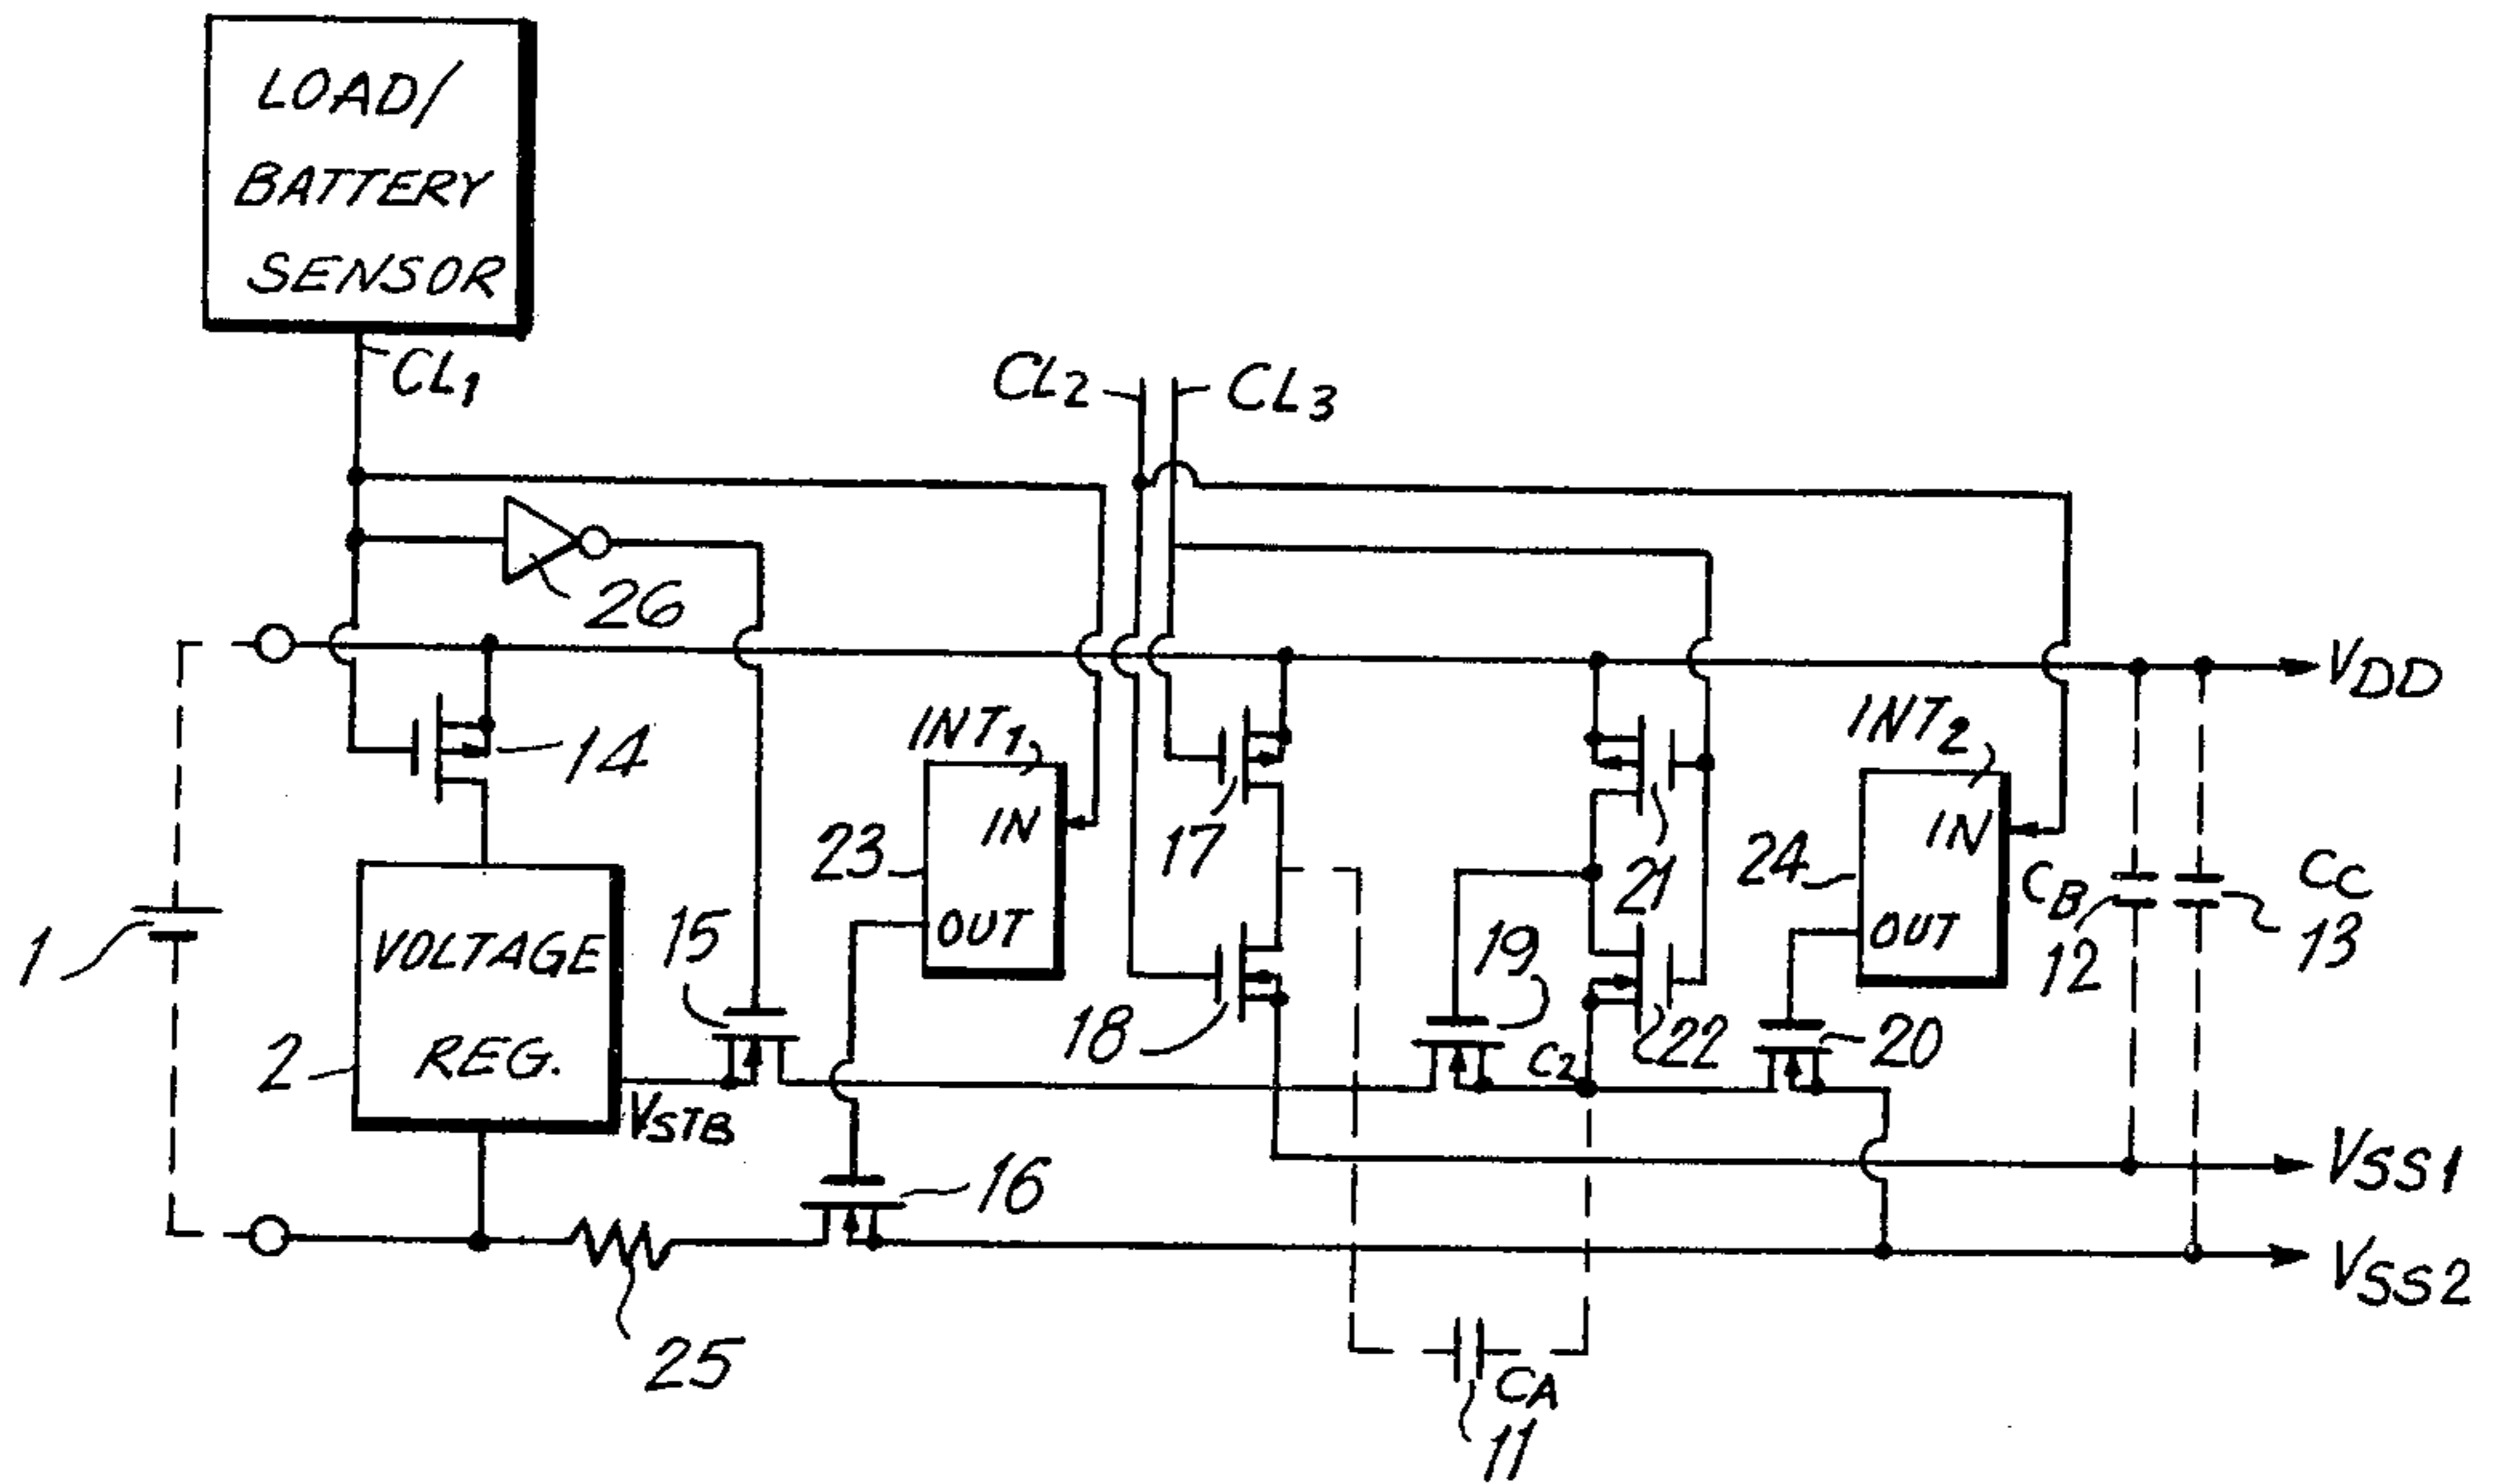 LOAD/
BATTERY
SENSOR
CL1
CL2
CL3
26
VDD
14
INT1
INT2
IN
IN
23
17
21
24
CB
CC
OUT
OUT
1
VOLTAGE
REG.
15
19
12
13
2
18
C2
22
20
VSTB
16
VSS1
VSS2
25
CA
11